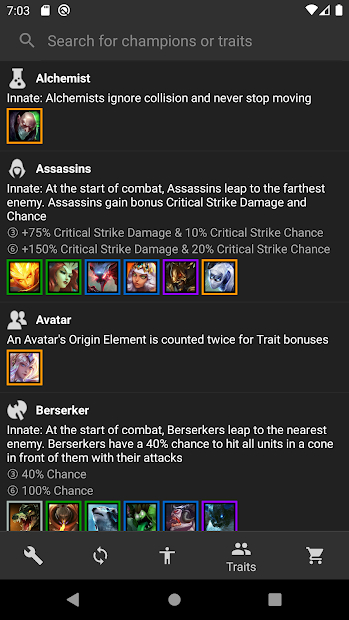 7:03
Search for champions or traits
Alchemist
Innate: Alchemists ignore collision and never stop moving
Assassins
Innate: At the start of combat, Assassins leap to the farthest
enemy. Assassins gain bonus Critical Strike Damage and
Chance
③ +75% Critical Strike Damage & 10% Critical Strike Chance
⑥ +150% Critical Strike Damage & 20% Critical Strike Chance
Avatar
An Avatar's Origin Element is counted twice for Trait bonuses
Berserker
Innate: At the start of combat, Berserkers leap to the nearest
enemy. Berserkers have a 40% chance to hit all units in a cone
in front of them with their attacks
③ 40% Chance
⑥ 100% Chance
Traits